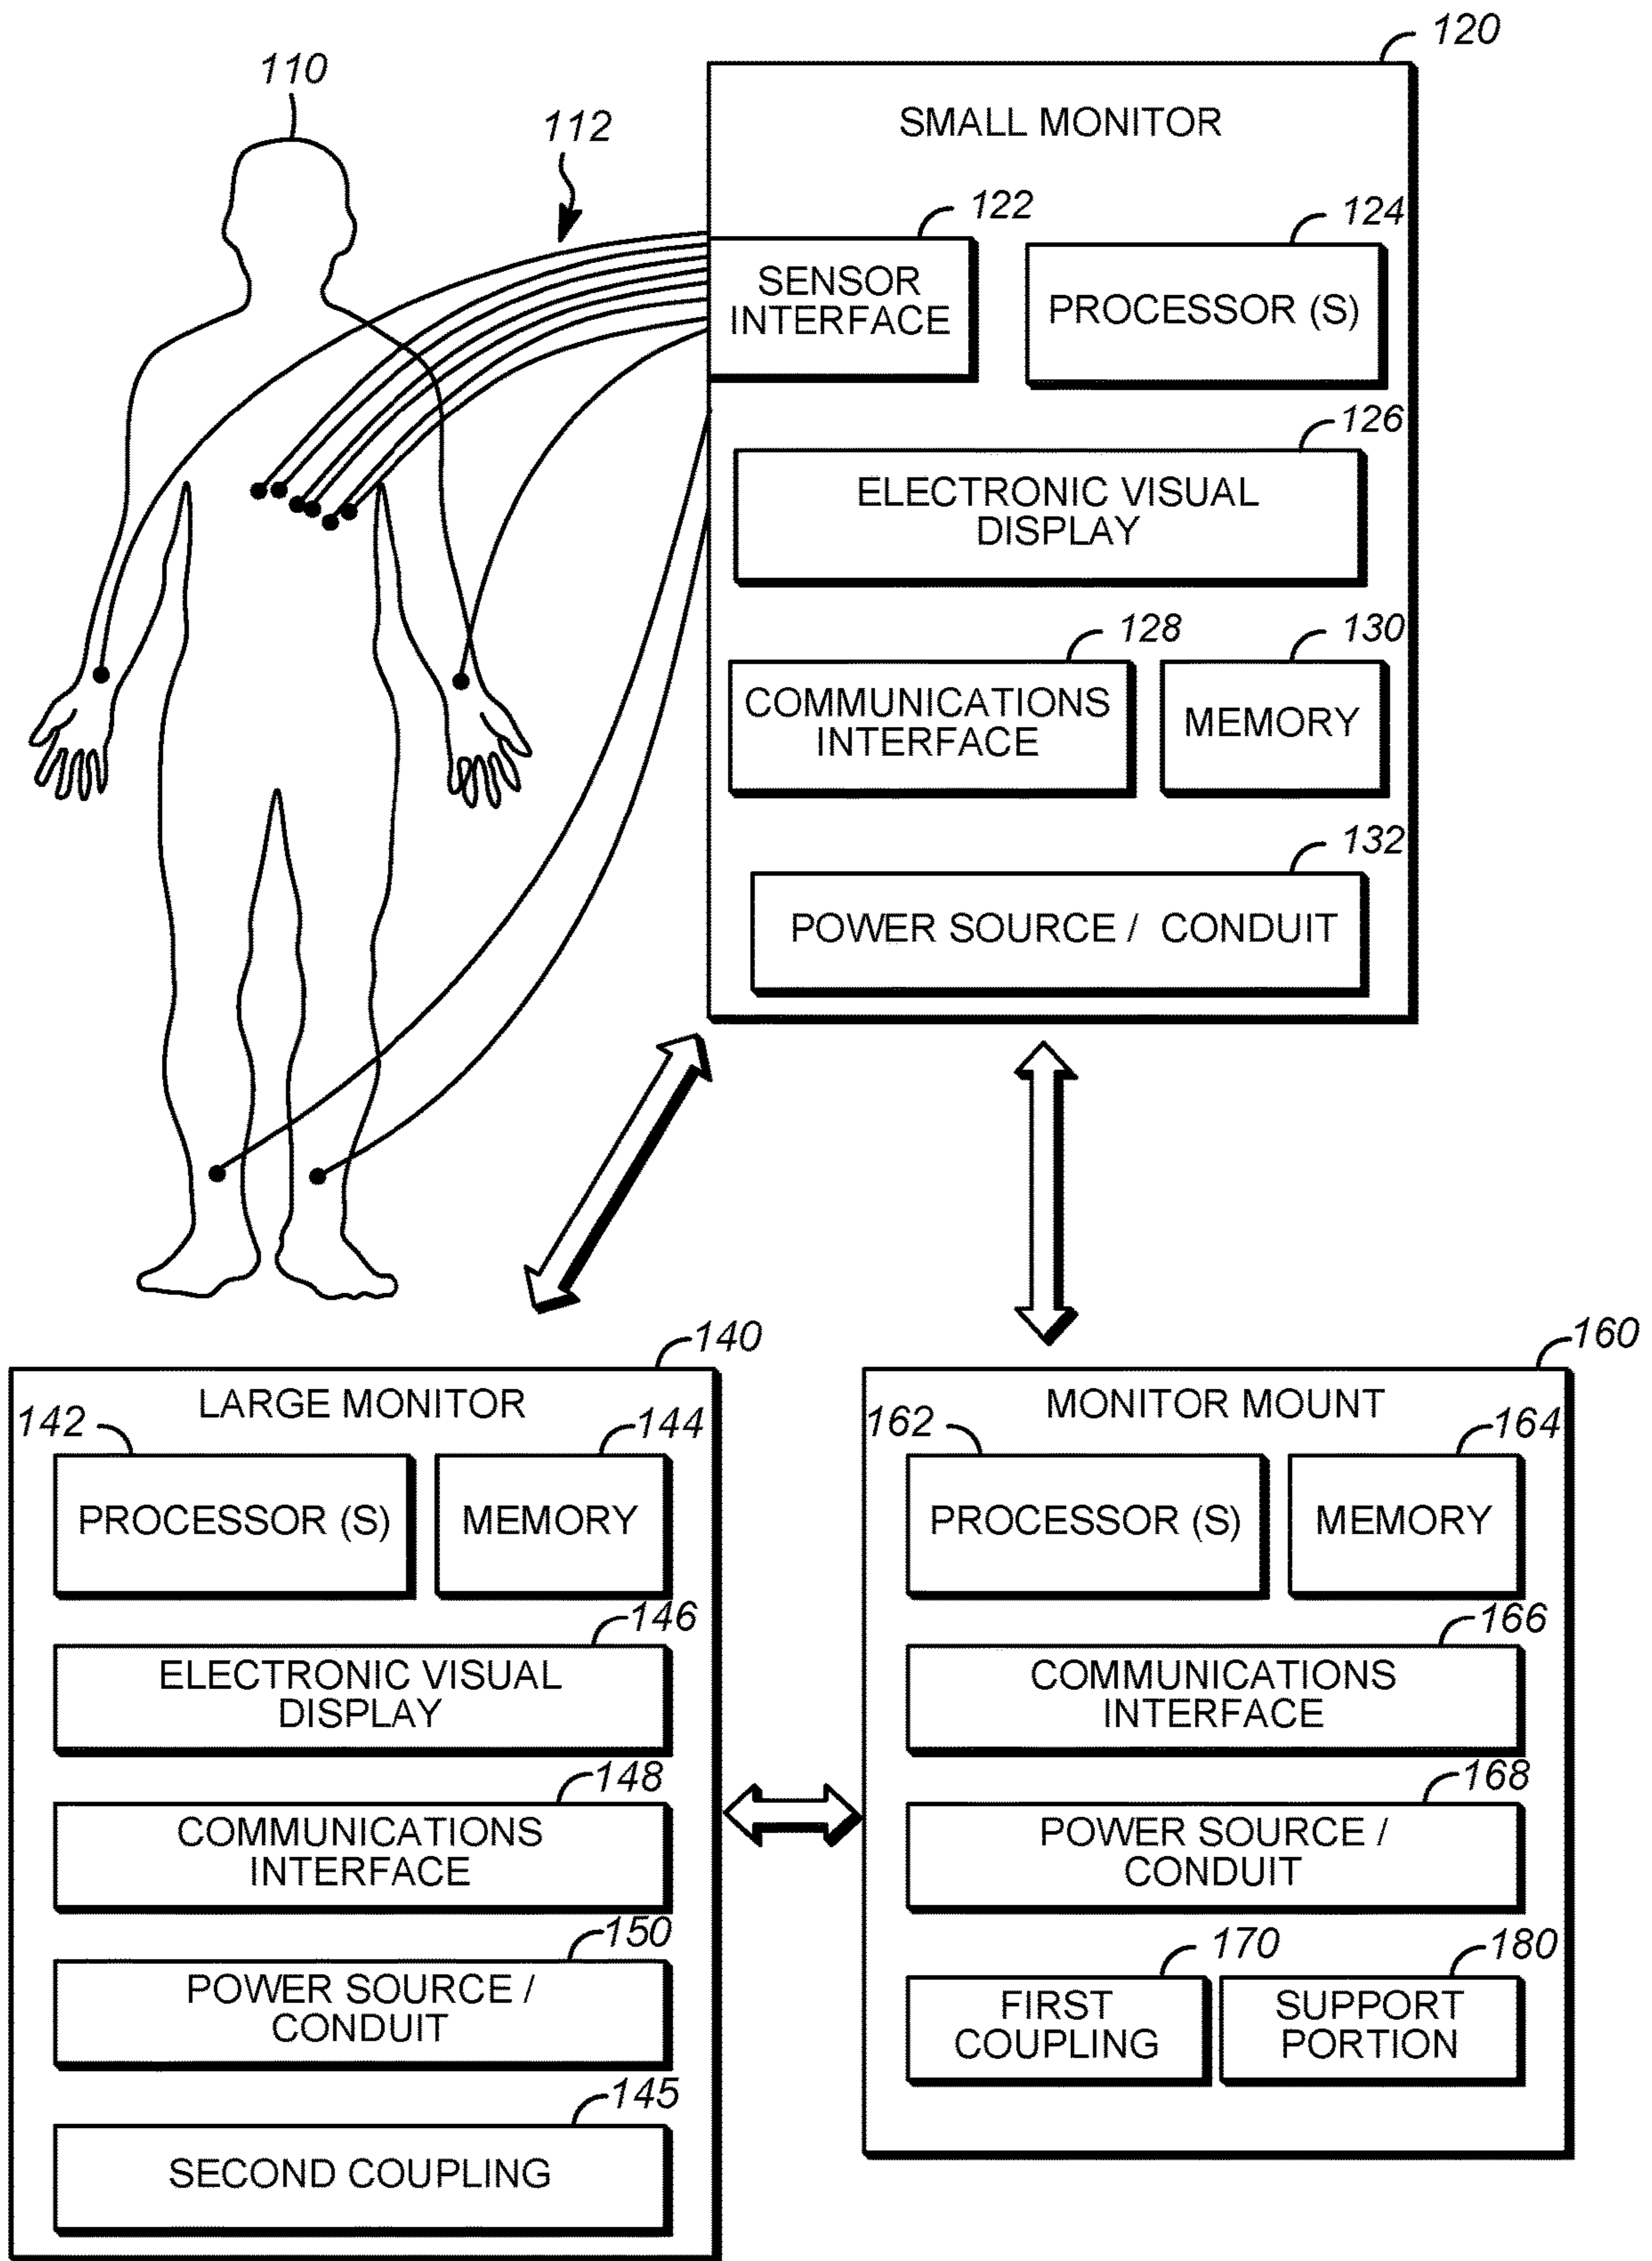 110
112
120
SMALL MONITOR
122
124
SENSOR
INTERFACE
PROCESSOR (S)
126
ELECTRONIC VISUAL
DISPLAY
128
130
COMMUNICATIONS
INTERFACE
MEMORY
132
POWER SOURCE / CONDUIT
140
LARGE MONITOR
142
144
PROCESSOR (S)
MEMORY
146
ELECTRONIC VISUAL
DISPLAY
148
COMMUNICATIONS
INTERFACE
150
POWER SOURCE /
CONDUIT
145
SECOND COUPLING
160
MONITOR MOUNT
162
164
PROCESSOR (S)
MEMORY
166
COMMUNICATIONS
INTERFACE
168
POWER SOURCE /
CONDUIT
170
180
FIRST
COUPLING
SUPPORT
PORTION